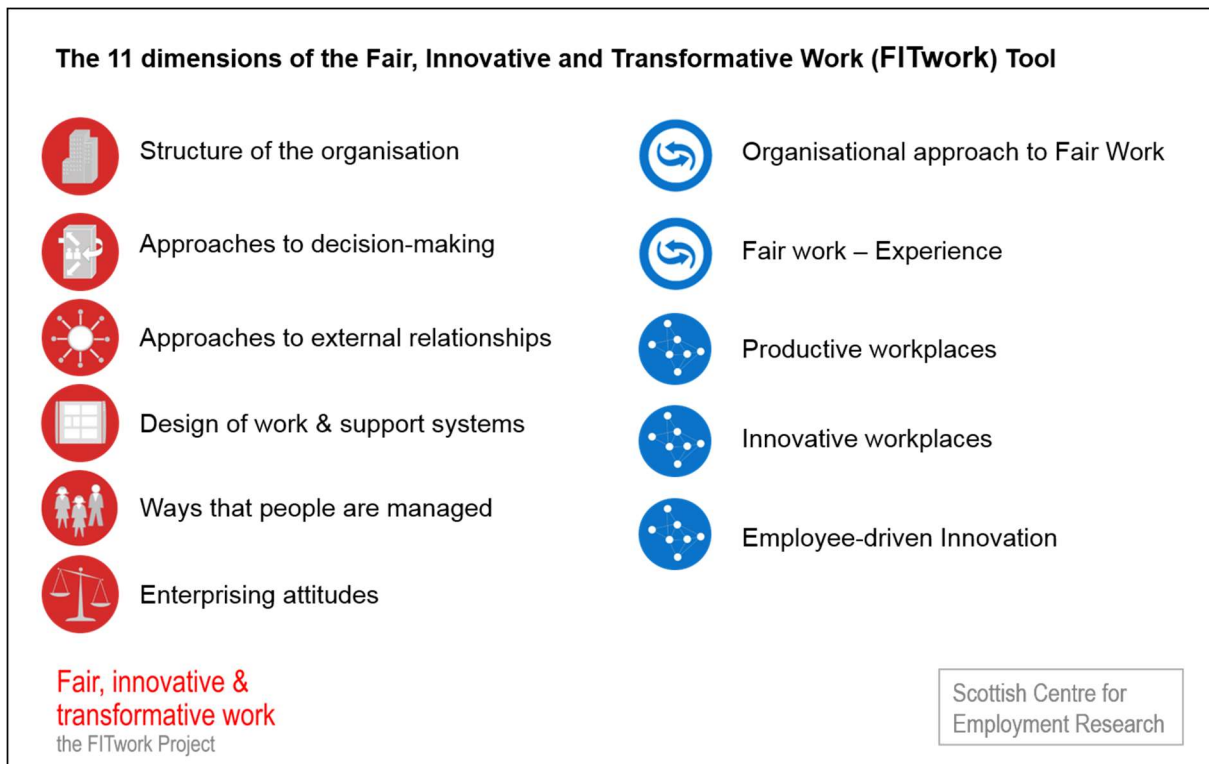 The 11 dimensions of the Fair, Innovative and Transformative Work (FITwork) Tool
Structure of the organisation
Approaches to decision-making
Approaches to external relationships
Design of work & support systems
Ways that people are managed
Enterprising attitudes
Organisational approach to Fair Work
Fair work – Experience
Productive workplaces
Innovative workplaces
Employee-driven Innovation
Fair, innovative &
transformative work
the FITwork Project
Scottish Centre for
Employment Research